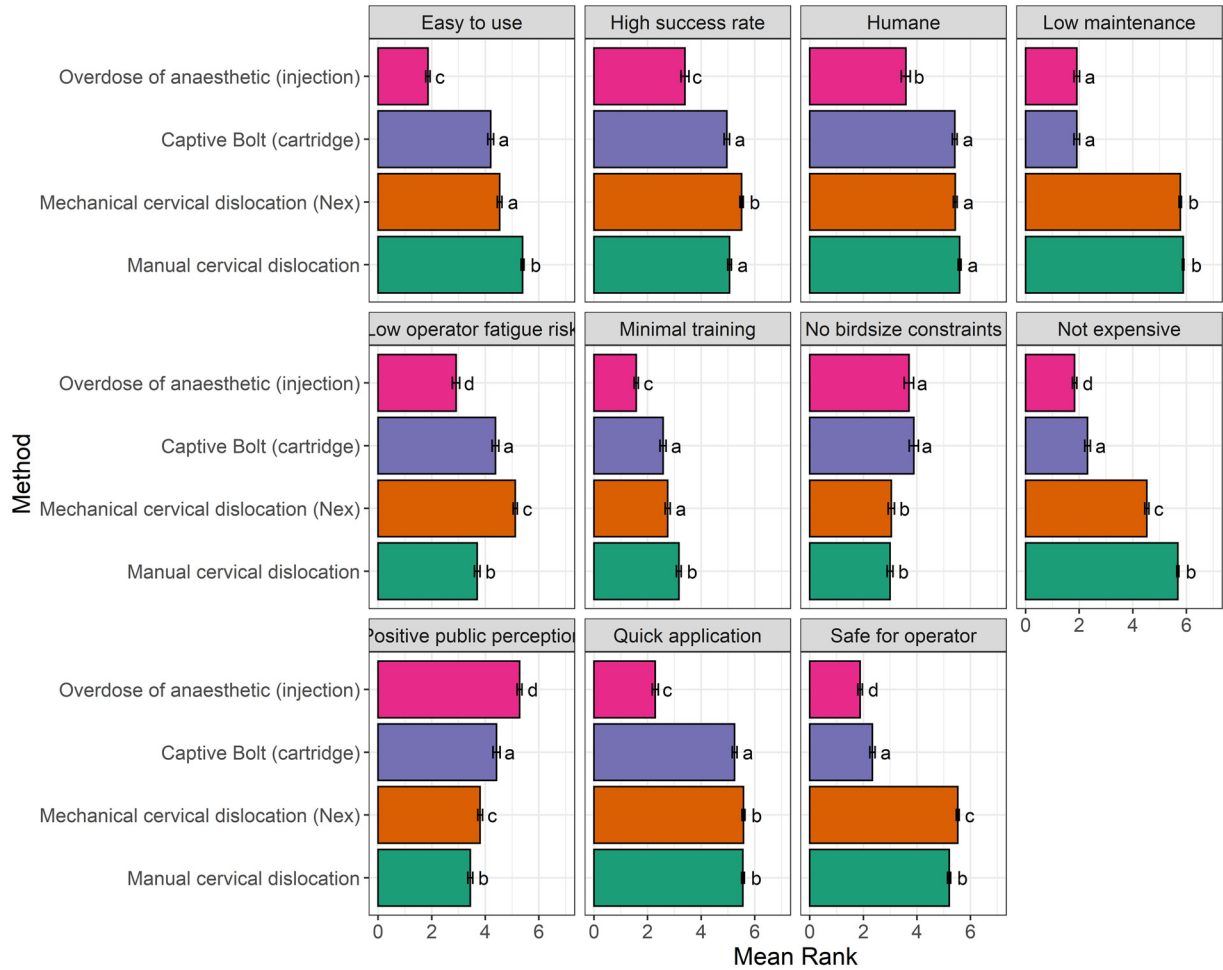 Easy to use
High success rate
Humane
Low maintenance
Overdose of anaesthetic (injection)
c
c
b
a
Captive Bolt (cartridge)
a
a
a
a
Mechanical cervical dislocation (Nex)
a
b
a
b
Manual cervical dislocation
b
a
a
b
Low operator fatigue risk
Minimal training
No birdsize constraints
Not expensive
Overdose of anaesthetic (injection)
d
c
a
d
Captive Bolt (cartridge)
a
a
a
a
Mechanical cervical dislocation (Nex)
c
a
b
c
Manual cervical dislocation
b
b
b
b
0 2 4 6
Positive public perception
Quick application
Safe for operator
Overdose of anaesthetic (injection)
d
c
d
Captive Bolt (cartridge)
a
a
a
Mechanical cervical dislocation (Nex)
c
b
c
Manual cervical dislocation
b
b
b
0 2 4 6
0 2 4 6
0 2 4 6
Mean Rank
Method